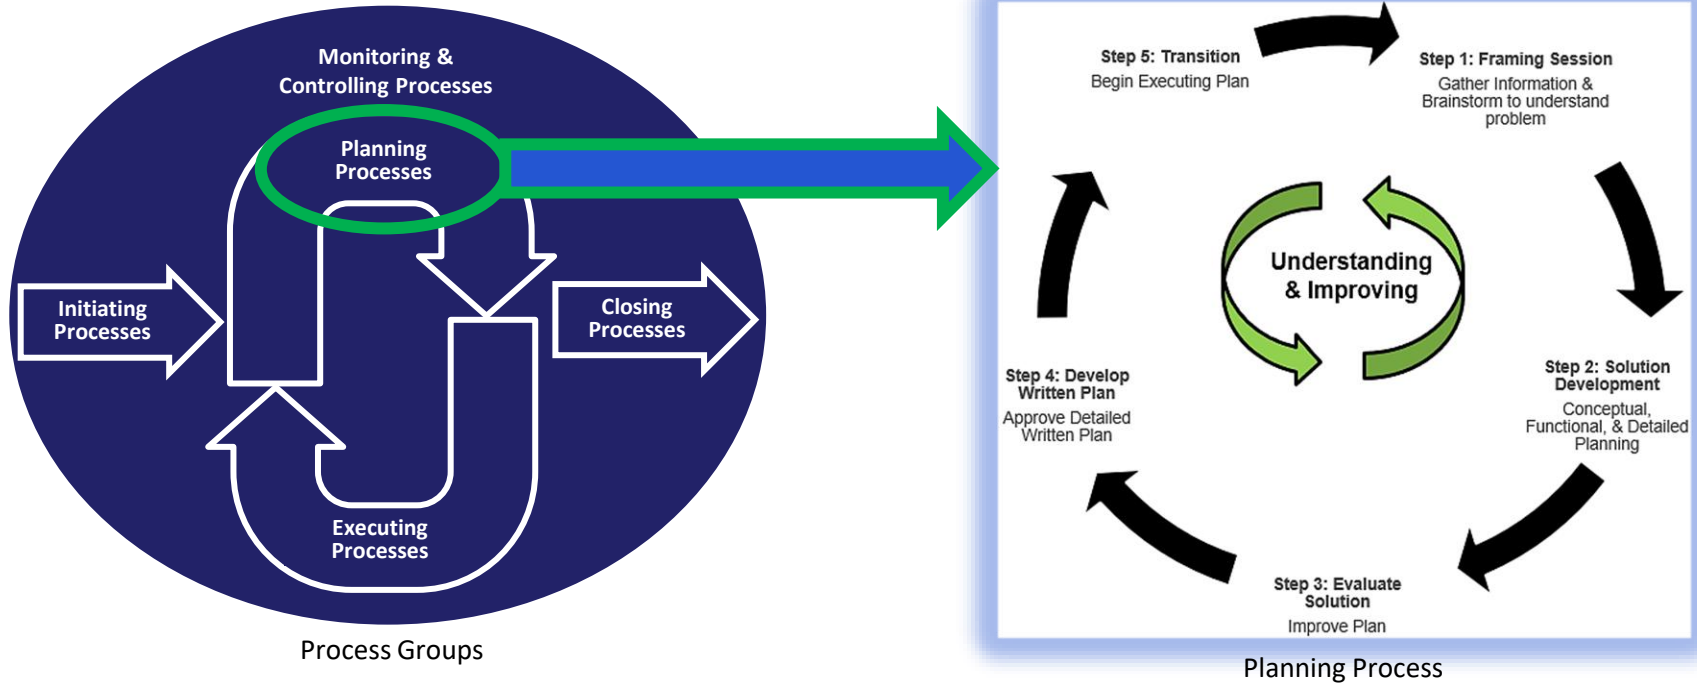 Monitoring &
Controlling Processes
Planning
Processes
Initiating
Processes
Closing
Processes
Executing
Processes
Process Groups
Step 5: Transition
Begin Executing Plan
Step 1: Framing Session
Gather Information &
Brainstorm to understand
problem
Understanding
& Improving
Step 4: Develop
Written Plan
Approve Detailed
Written Plan
Step 2: Solution
Development
Conceptual,
Functional, & Detailed
Planning
Step 3: Evaluate
Solution
Improve Plan
Planning Process